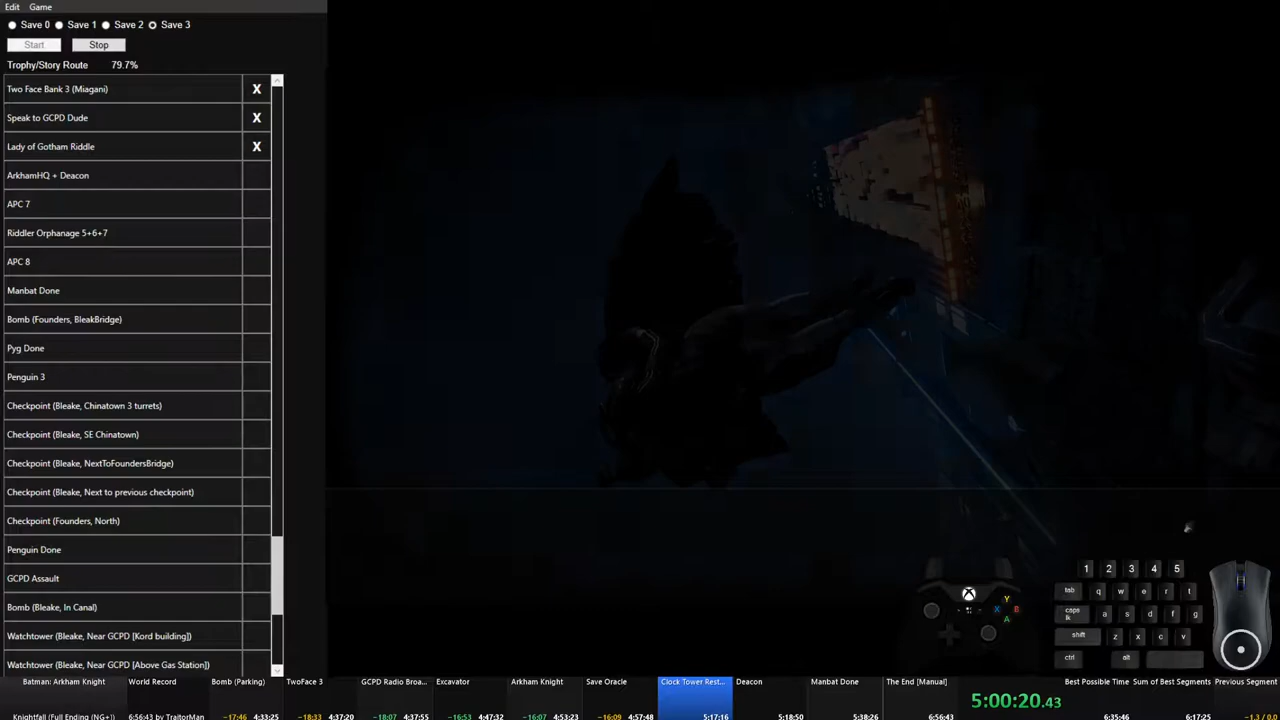 Edit Game
Save 0 Save 1 Save 2 Save 3
Start Stop
Trophy/Story Route 79.7%
Two Face Bank 3 (Miagani) X
Speak to GCPD Dude X
Lady of Gotham Riddle X
ArkhamHQ + Deacon
APC 7
Riddler Orphanage 5+6+7
APC 8
Manbat Done
Bomb (Founders, BleakBridge)
Pyg Done
Penguin 3
Checkpoint (Bleake, Chinatown 3 turrets)
Checkpoint (Bleake, SE Chinatown)
Checkpoint (Bleake, NextToFoundersBridge)
Checkpoint (Bleake, Next to previous checkpoint)
Checkpoint (Founders, North)
Penguin Done
GCPD Assault
Bomb (Bleake, In Canal)
Watchtower (Bleake, Near GCPD [Kord building])
Watchtower (Bleake, Near GCPD [Above Gas Station])
Y
X B
A
1 2 3 4 5
tab q w e r t
caps lk a s d f g
shift z x c v
ctrl alt
Batman: Arkham Knight World Record Bomb (Parking) TwoFace 3 GCPD Radio Broa... Excavator Arkham Knight Save Oracle Clock Tower Rest... Deacon Manbat Done The End [Manual] 5:00:20.43 Best Possible Time Sum of Best Segments Previous Segment
Knightfall (Full Ending (NG+)) 6:56:43 by TraitorMan -17:46 4:33:25 -18:33 4:37:20 -18:07 4:37:55 -16:53 4:47:32 -16:07 4:53:23 -16:09 4:57:48 5:17:16 5:18:50 5:38:26 6:56:43 6:35:46 6:17:25 -1.3 / 0.0